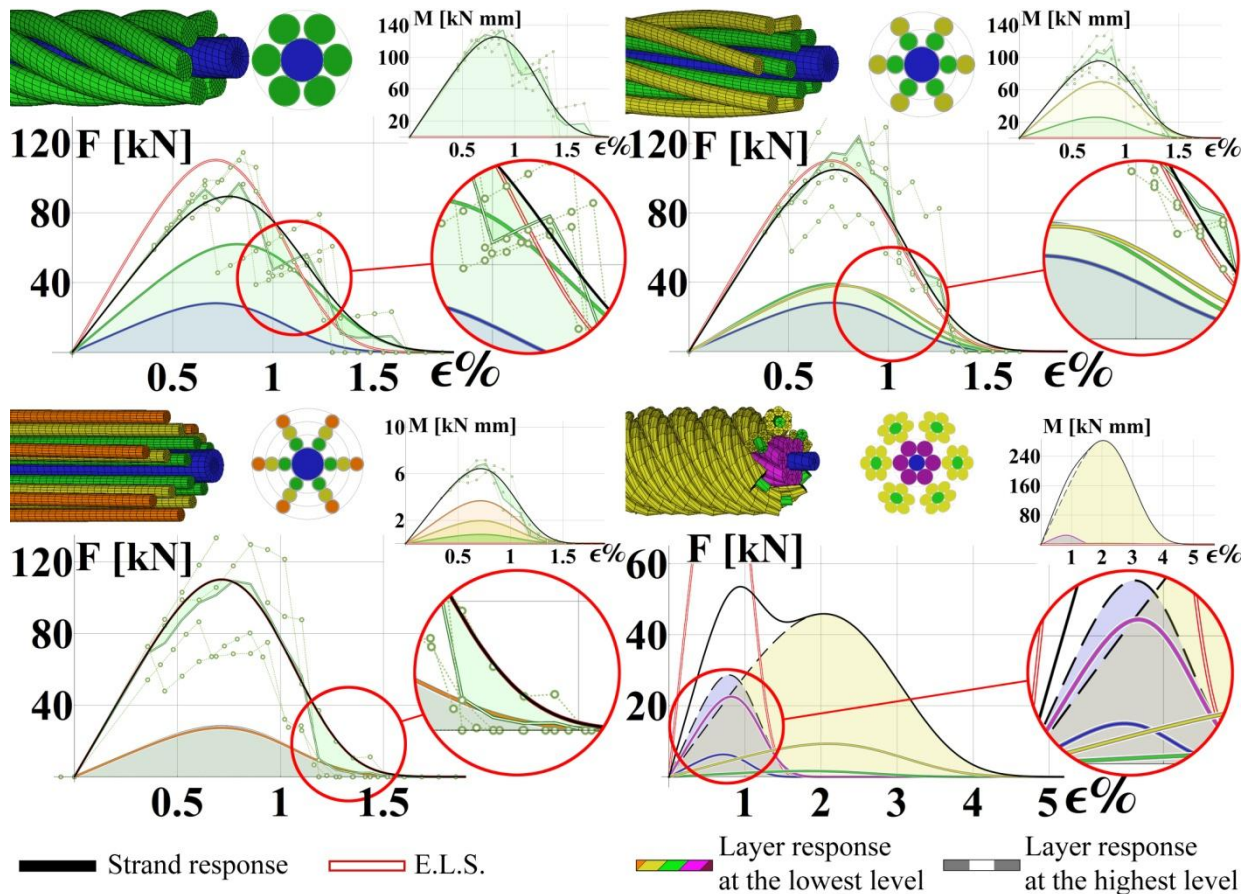 M [kN mm]
140
100
60
20
0.5 1 1.5 ϵ%
F [kN]
120
80
40
0.5 1 1.5 ϵ%
M [kN mm]
140
100
60
20
0.5 1 1.5 ϵ%
F [kN]
120
80
40
0.5 1 1.5 ϵ%
M [kN mm]
10
6
2
0.5 1 1.5 ϵ%
F [kN]
120
80
40
0.5 1 1.5 ϵ%
M [kN mm]
240
160
80
1 2 3 4 5 ϵ%
F [kN]
60
40
20
1 2 3 4 5 ϵ%
Strand response
E.L.S.
Layer response
at the lowest level
Layer response
at the highest level